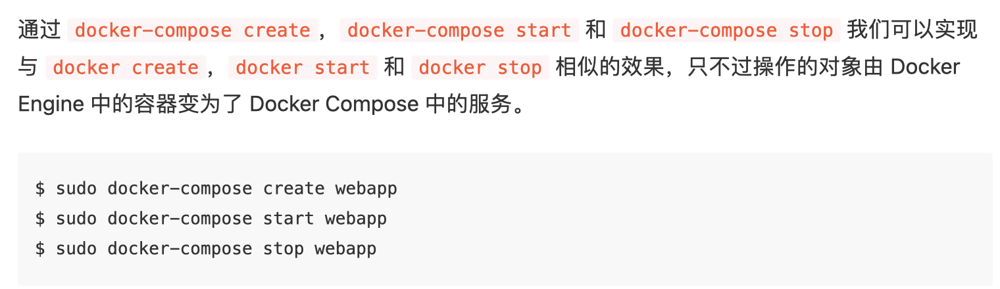 通过 docker-compose create，docker-compose start 和 docker-compose stop 我们可以实现
与 docker create，docker start 和 docker stop 相似的效果，只不过操作的对象由 Docker
Engine 中的容器变为了 Docker Compose 中的服务。
$ sudo docker-compose create webapp
$ sudo docker-compose start webapp
$ sudo docker-compose stop webapp